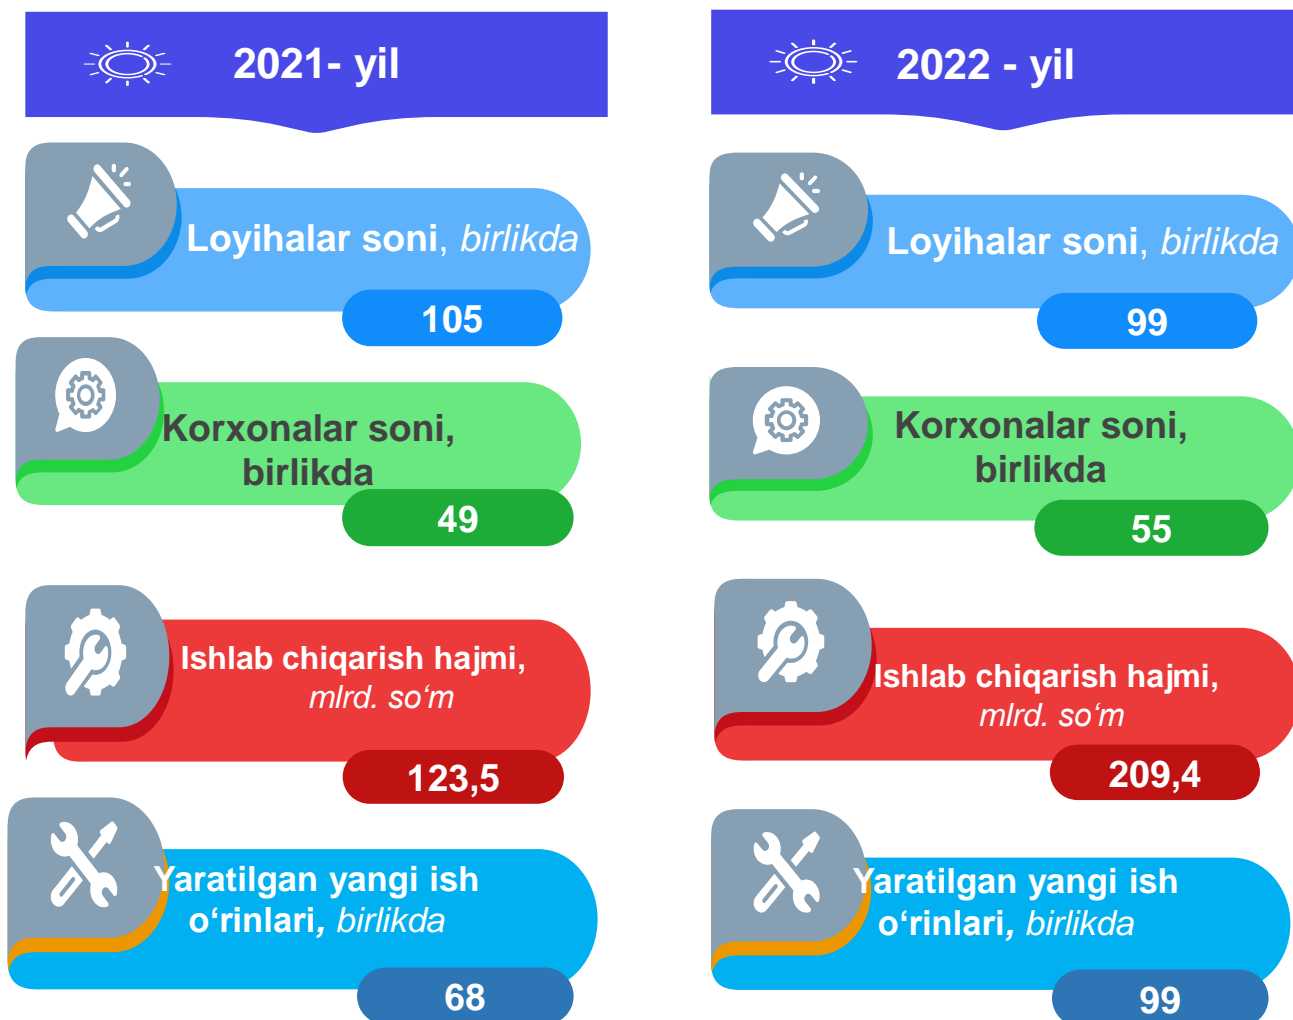 2021- yil
Loyihalar soni, birlikda
105
Korxonalar soni,
birlikda
49
Ishlab chiqarish hajmi,
mlrd. so‘m
123,5
Yaratilgan yangi ish
o‘rinlari, birlikda
68
2022 - yil
Loyihalar soni, birlikda
99
Korxonalar soni,
birlikda
55
Ishlab chiqarish hajmi,
mlrd. so‘m
209,4
Yaratilgan yangi ish
o‘rinlari, birlikda
99